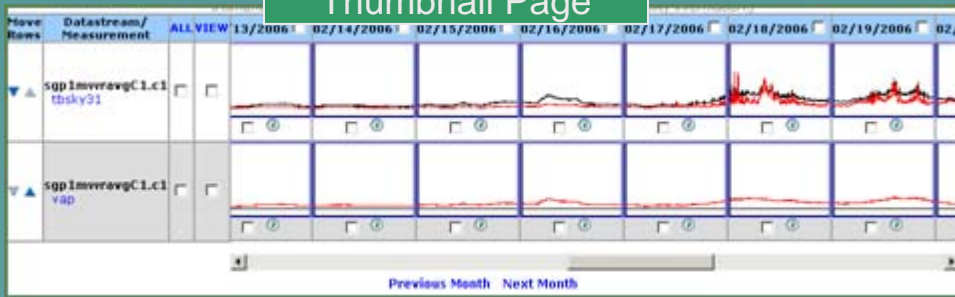 Thumbnail Page
Move Rows Datastream/ Measurement ALL VIEW 13/2006 02/14/2006 02/15/2006 02/16/2006 02/17/2006 02/18/2006 02/19/2006 02/
sgp1mwravgC1.c1
tbsky31
sgp1mwravgC1.c1
vap
Previous Month Next Month